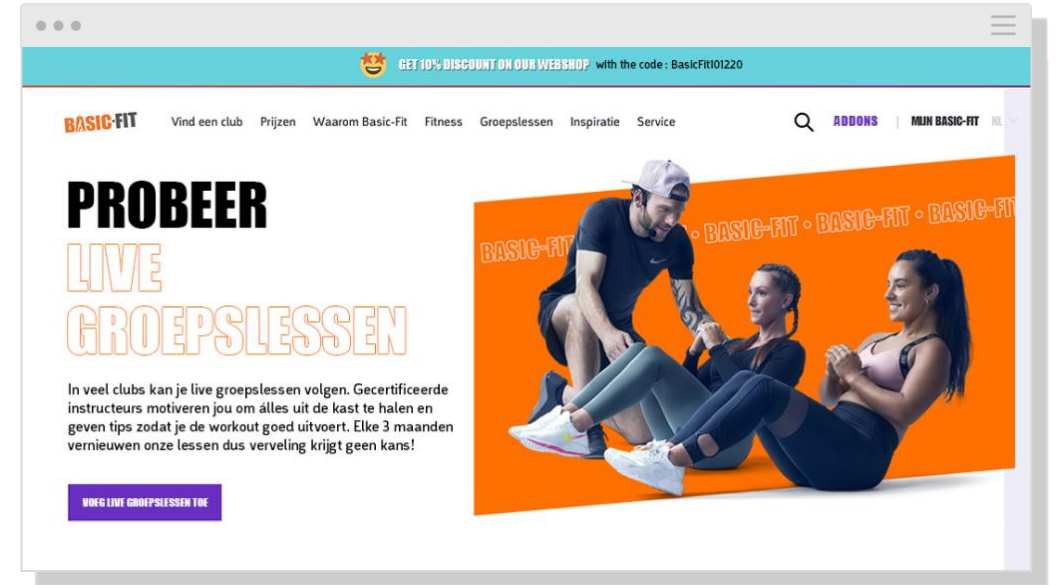 GET 10% DISCOUNT ON OUR WEBSHOP with the code : BasicFit101220
BASIC-FIT Vind een club Prijzen Waarom Basic-Fit Fitness Groepslessen Inspiratie Service ADDONS | MIJN BASIC-FIT NL
PROBEER
LIVE
GROEPSLESSEN
BASIC-FIT • BASIC-FIT • BASIC-FIT • BASIC-FIT
In veel clubs kan je live groepslessen volgen. Gecertificeerde
instructeurs motiveren jou om álles uit de kast te halen en
geven tips zodat je de workout goed uitvoert. Elke 3 maanden
vernieuwen onze lessen dus verveling krijgt geen kans!
VOEG LIVE GROEPSLESSEN TOE